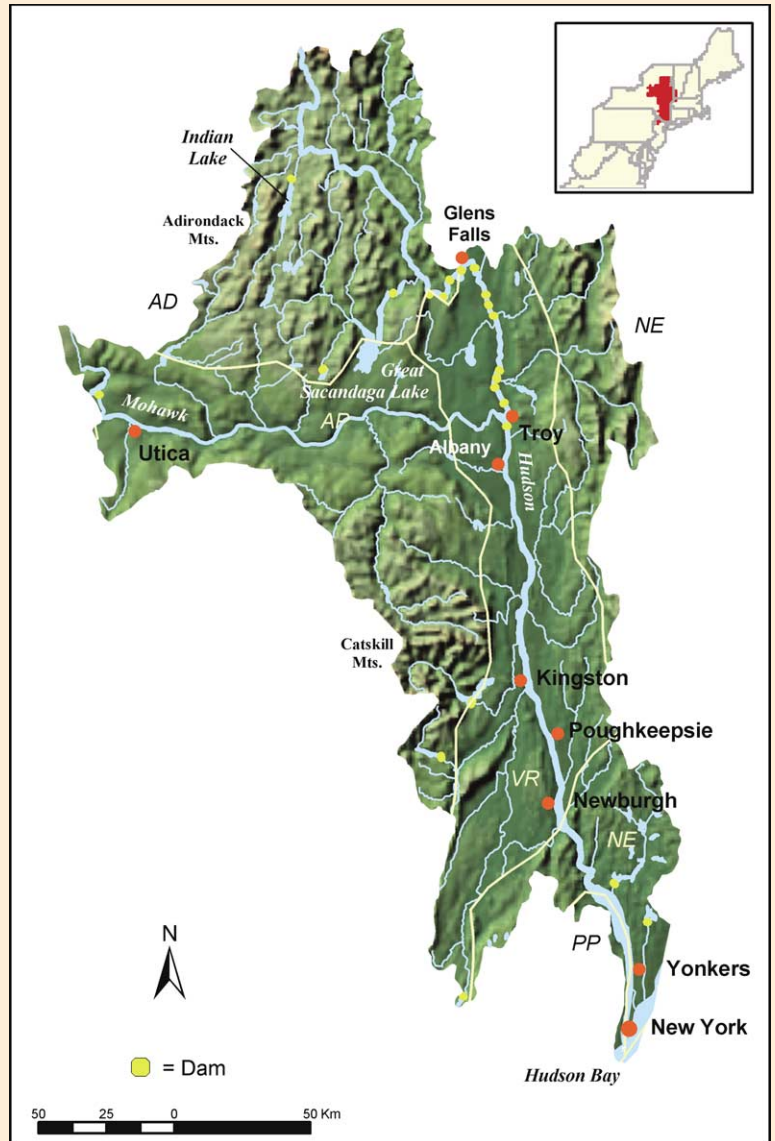 Indian
Lake
Adirondack
Mts.
Glens
Falls
AD
NE
Great
Sacandaga Lake
Mohawk
AP
Utica
Troy
Albany
Hudson
Catskill
Mts.
Kingston
Poughkeepsie
VR
Newburgh
NE
PP
N
Yonkers
New York
= Dam
Hudson Bay
50 25 0 50 Km